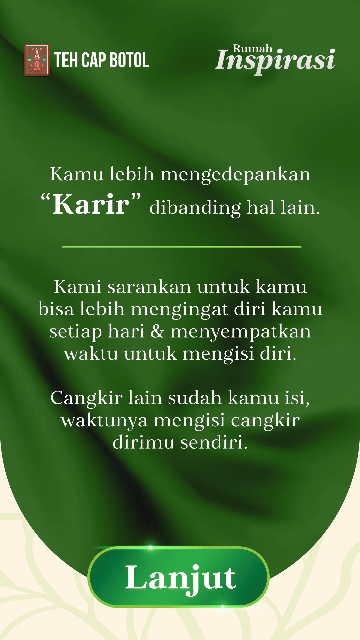 TEH CAP BOTOL
Rumah
Inspirasi
Kamu lebih mengedepankan
“Karir” dibanding hal lain.
Kami sarankan untuk kamu
bisa lebih mengingat diri kamu
setiap hari & menyempatkan
waktu untuk mengisi diri.
Cangkir lain sudah kamu isi,
waktunya mengisi cangkir
dirimu sendiri.
Lanjut